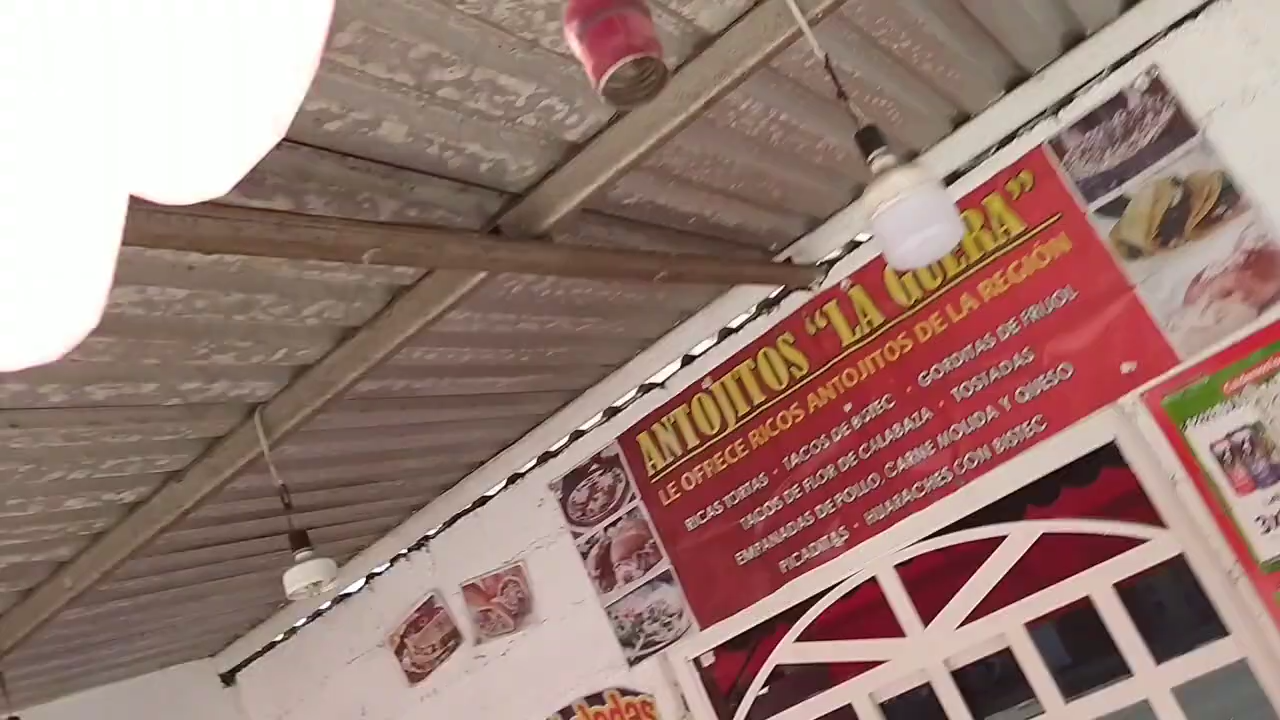 ANTOJITOS "LA GÜERA"
LE OFRECE RICOS ANTOJITOS DE LA REGIÓN
RICAS TORTAS - TACOS DE BISTEC - GORDITAS DE FRIJOL
TACOS DE FLOR DE CALABAZA - TOSTADAS
EMPANADAS DE POLLO, CARNE MOLIDA Y QUESO
PICADITAS - HUARACHES CON BISTEC